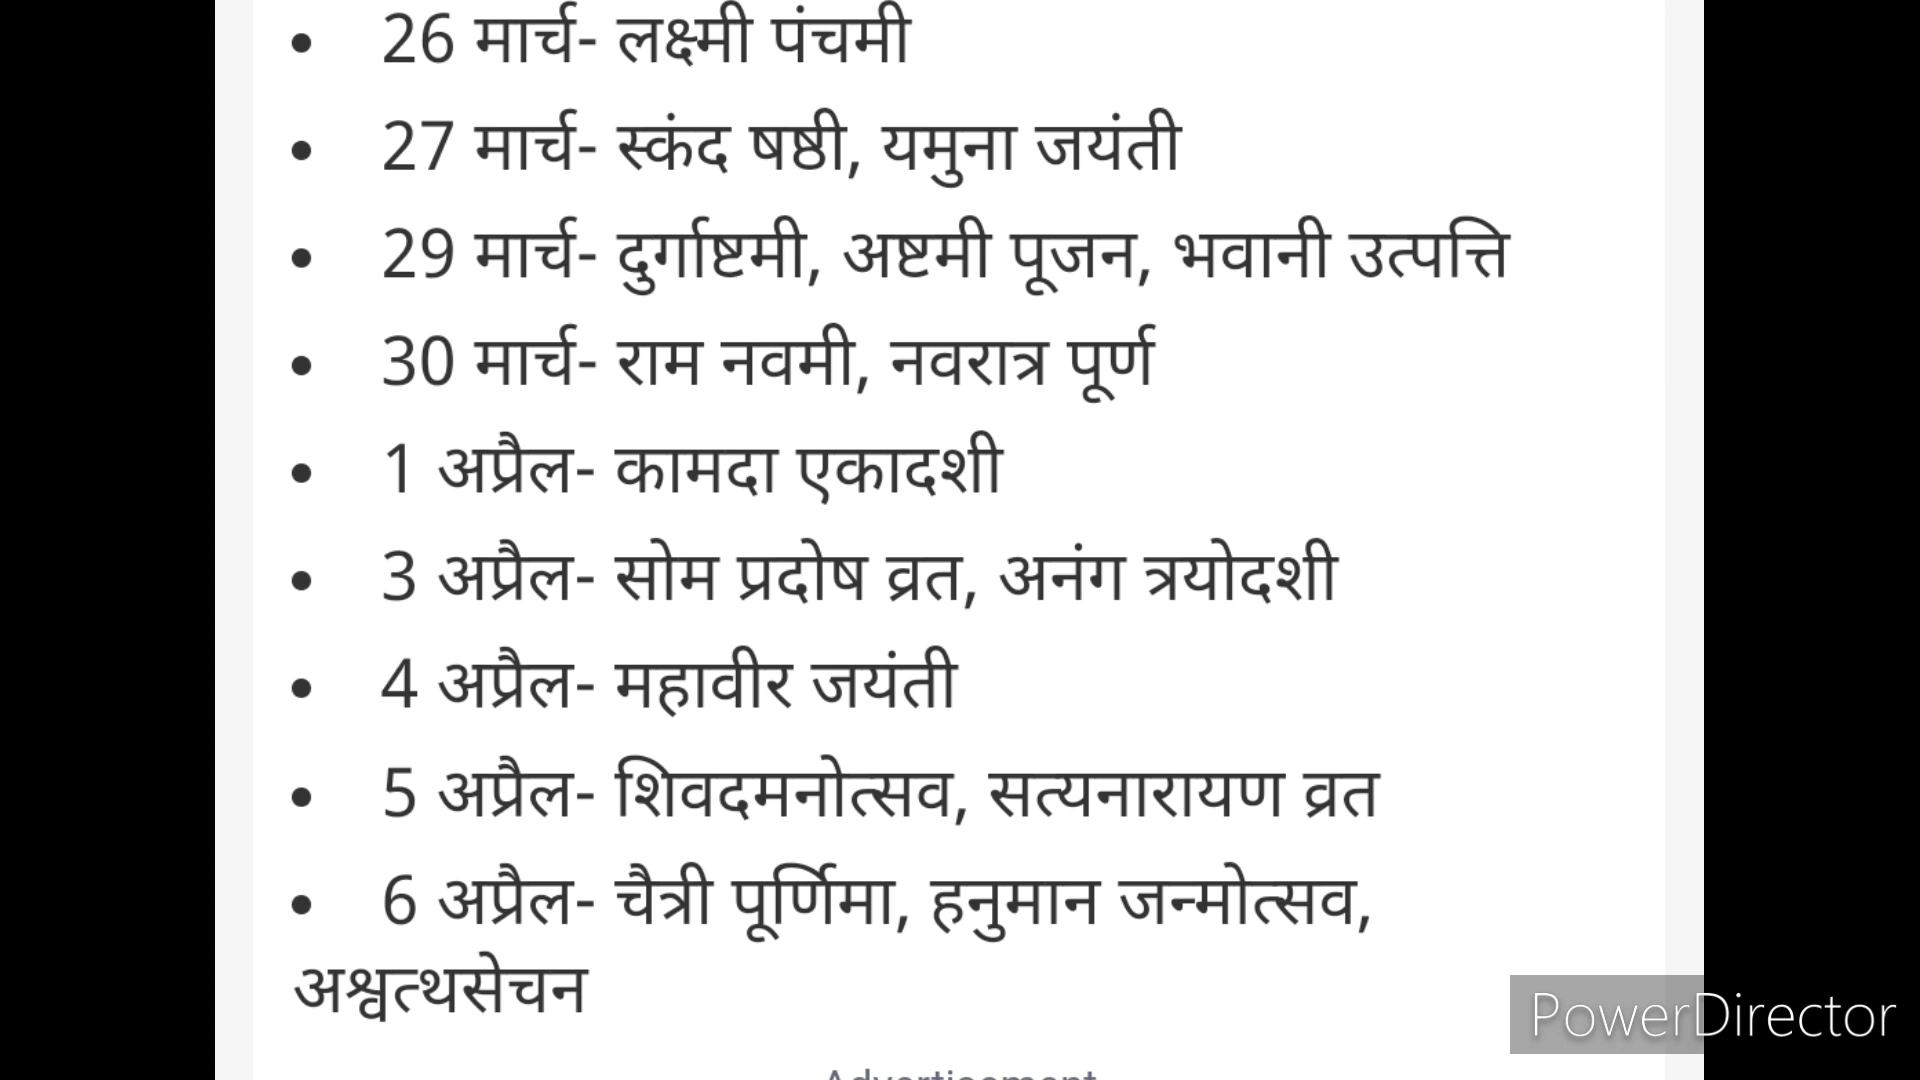 • 26 मार्च- लक्ष्मी पंचमी
• 27 मार्च- स्कंद षष्ठी, यमुना जयंती
• 29 मार्च- दुर्गाष्टमी, अष्टमी पूजन, भवानी उत्पत्ति
• 30 मार्च- राम नवमी, नवरात्र पूर्ण
• 1 अप्रैल- कामदा एकादशी
• 3 अप्रैल- सोम प्रदोष व्रत, अनंग त्रयोदशी
• 4 अप्रैल- महावीर जयंती
• 5 अप्रैल- शिवदमनोत्सव, सत्यनारायण व्रत
• 6 अप्रैल- चैत्री पूर्णिमा, हनुमान जन्मोत्सव,
अश्वत्थसेचन
PowerDirector
Advertisement